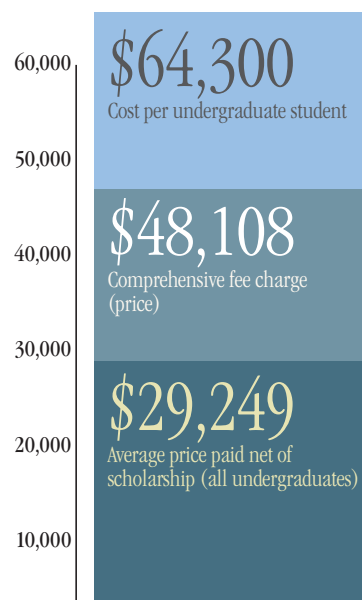 60,000
50,000
40,000
30,000
20,000
10,000
$64,300
Cost per undergraduate student
$48,108
Comprehensive fee charge
(price)
$29,249
Average price paid net of
scholarship (all undergraduates)